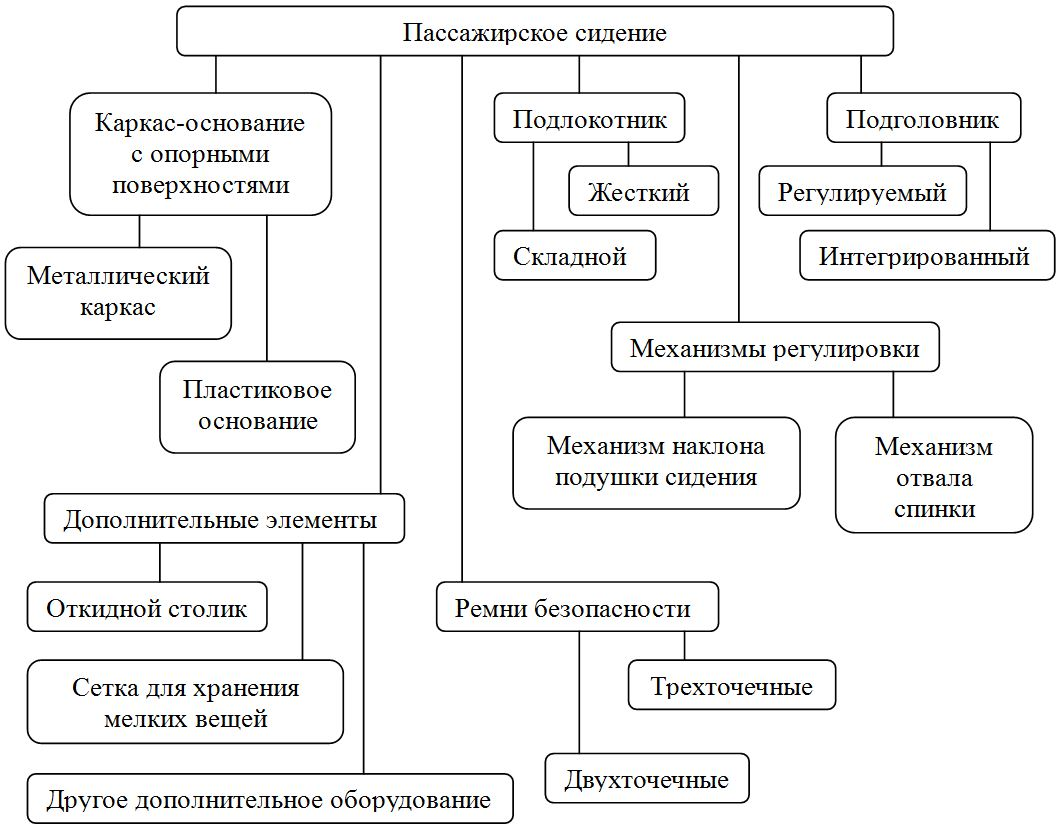 Пассажирское сидение
Каркас-основание
с опорными
поверхностями
Подлокотник
Подголовник
Жесткий
Регулируемый
Складной
Интегрированный
Металлический
каркас
Механизмы регулировки
Пластиковое
основание
Механизм наклона
подушки сидения
Механизм
отвала
спинки
Дополнительные элементы
Откидной столик
Ремни безопасности
Сетка для хранения
мелких вещей
Трехточечные
Двухточечные
Другое дополнительное оборудование